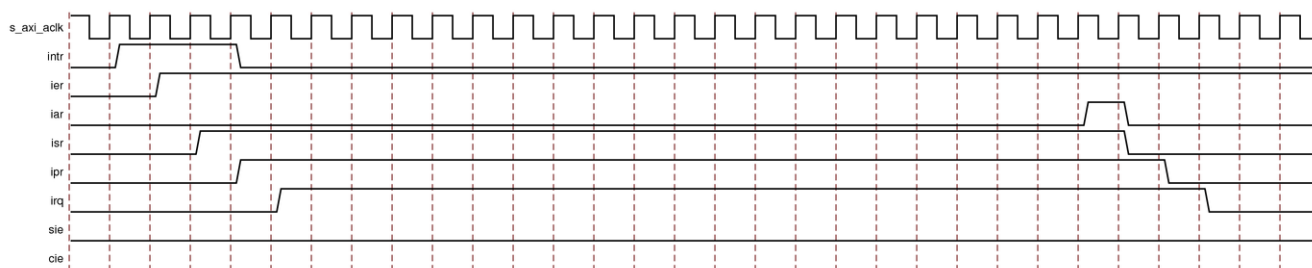 s_axi_aclk
intr
ier
iar
isr
ipr
irq
sie
cie